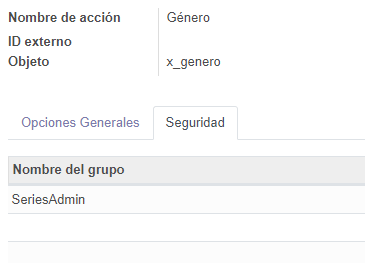 Nombre de acción Género
ID externo
Objeto x_genero
Opciones Generales Seguridad
Nombre del grupo
SeriesAdmin